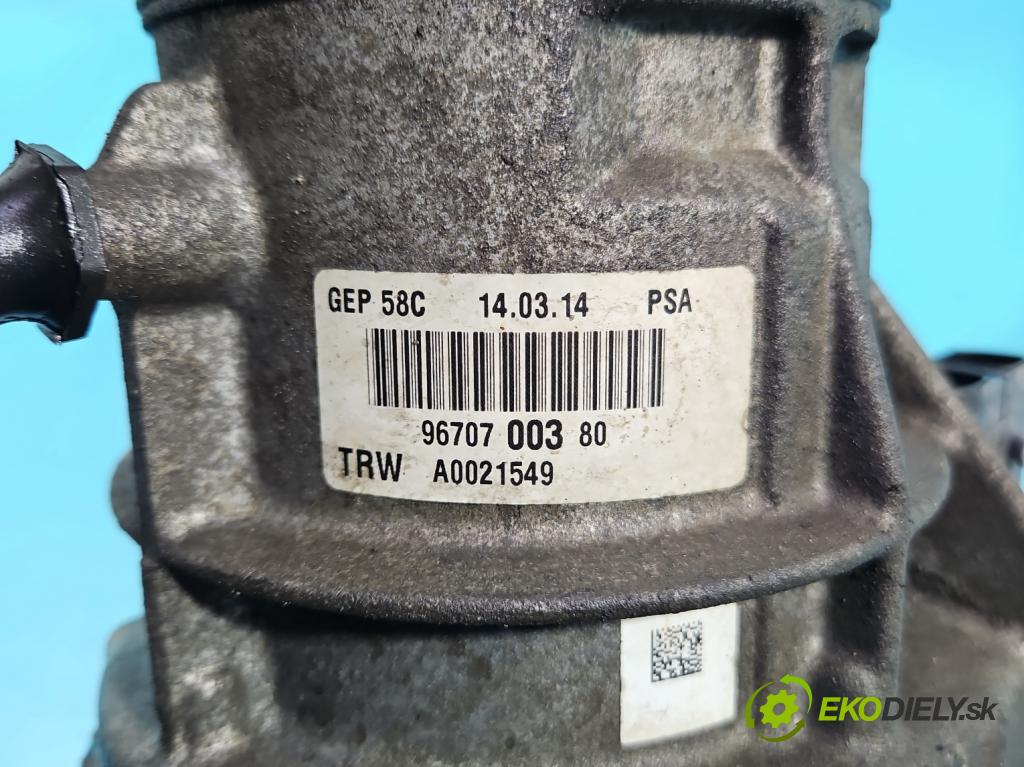 GEP 58C 14.03.14 PSA
96707 003 80
TRW A0021549
EKODIELY.sk